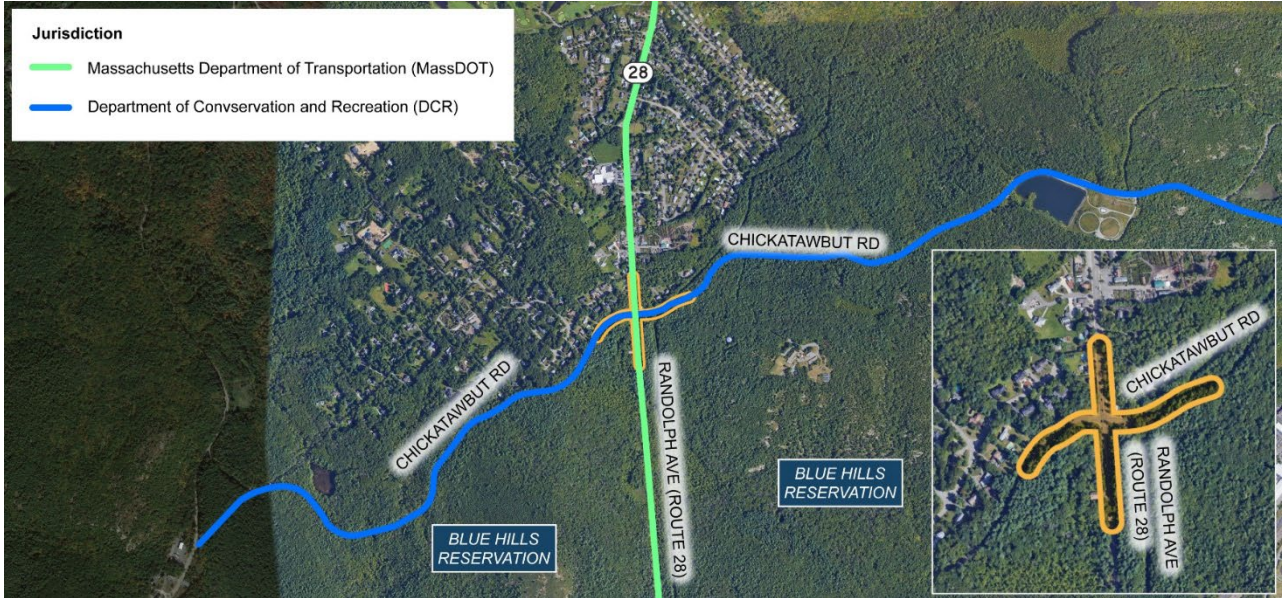 Jurisdiction
Massachusetts Department of Transportation (MassDOT)
Department of Convservation and Recreation (DCR)
28
CHICKATAWBUT RD
CHICKATAWBUT RD
RANDOLPH AVE (ROUTE 28)
BLUE HILLS
RESERVATION
BLUE HILLS
RESERVATION
CHICKATAWBUT RD
RANDOLPH AVE
(ROUTE 28)